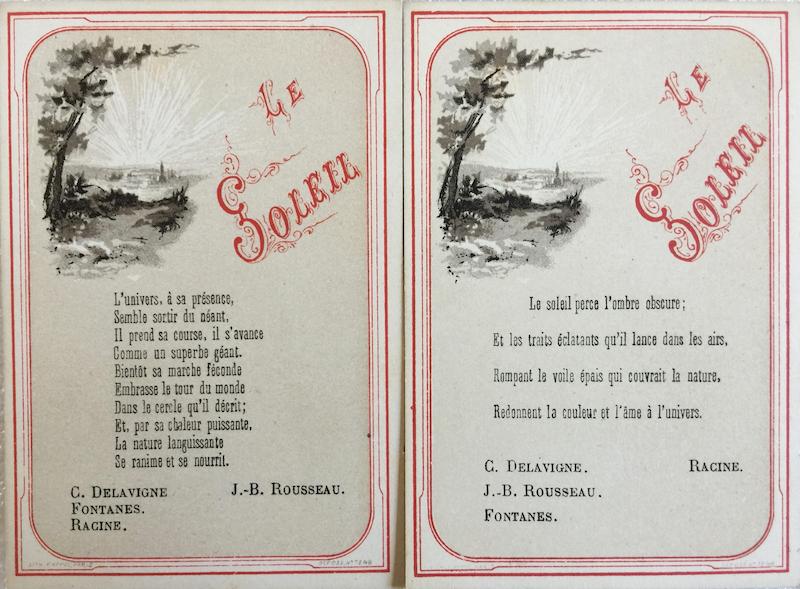 Le
Soleil
L'univers, à sa présence,
Semble sortir du néant,
Il prend sa course, il s'avance
Comme un superbe géant.
Bientôt sa marche féconde
Embrasse le tour du monde
Dans le cercle qu'il décrit;
Et, par sa chaleur puissante,
La nature languissante
Se ranime et se nourrit.
C. Delavigne J.-B. Rousseau.
Fontanes.
Racine.
Le
Soleil
Le soleil perce l'ombre obscure;
Et les traits éclatants qu'il lance dans les airs,
Rompant le voile épais qui couvrait la nature,
Redonnent la couleur et l'âme à l'univers.
C. Delavigne. Racine.
J.-B. Rousseau.
Fontanes.